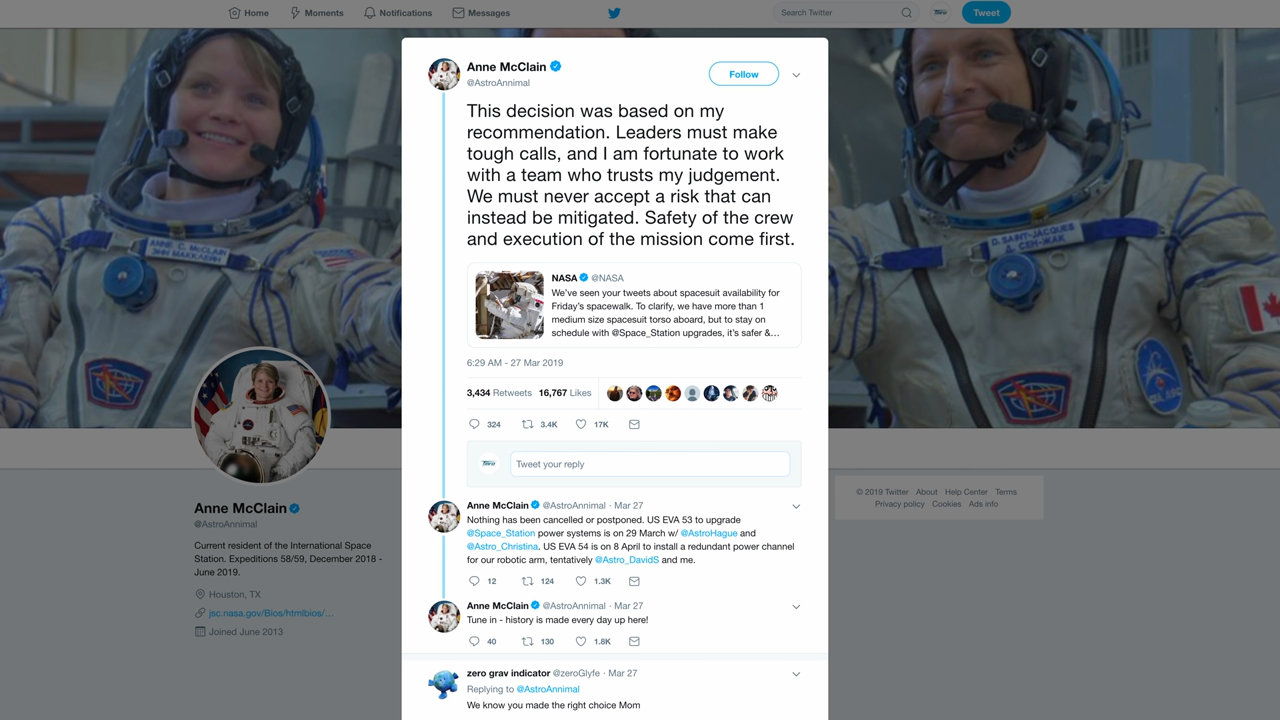 Home
Moments
Notifications
Messages
Search Twitter
Tweet
Anne McClain
@AstroAnnimal
Follow
This decision was based on my
recommendation. Leaders must make
tough calls, and I am fortunate to work
with a team who trusts my judgement.
We must never accept a risk that can
instead be mitigated. Safety of the crew
and execution of the mission come first.
NASA @NASA
We've seen your tweets about spacesuit availability for
Friday's spacewalk. To clarify, we have more than 1
medium size spacesuit torso aboard, but to stay on
schedule with @Space_Station upgrades, it's safer &...
6:29 AM - 27 Mar 2019
3,434 Retweets 16,767 Likes
324 3.4K 17K
Tweet your reply
Anne McClain @AstroAnnimal · Mar 27
Nothing has been cancelled or postponed. US EVA 53 to upgrade
@Space_Station power systems is on 29 March w/ @AstroHague and
@Astro_Christina. US EVA 54 is on 8 April to install a redundant power channel
for our robotic arm, tentatively @Astro_DavidS and me.
12 124 1.3K
Anne McClain @AstroAnnimal · Mar 27
Tune in - history is made every day up here!
40 130 1.8K
zero grav indicator @zeroGlyfe · Mar 27
Replying to @AstroAnnimal
We know you made the right choice Mom
ANNE C. McCLAIN
ЭНН МАККЛЕЙН
D. SAINT-JACQUES
Д. СЕН-ЖАК
Anne McClain
@AstroAnnimal
Current resident of the International Space
Station. Expeditions 58/59, December 2018 -
June 2019.
Houston, TX
jsc.nasa.gov/Bios/htmlbios/...
Joined June 2013
© 2019 Twitter About Help Center Terms
Privacy policy Cookies Ads info